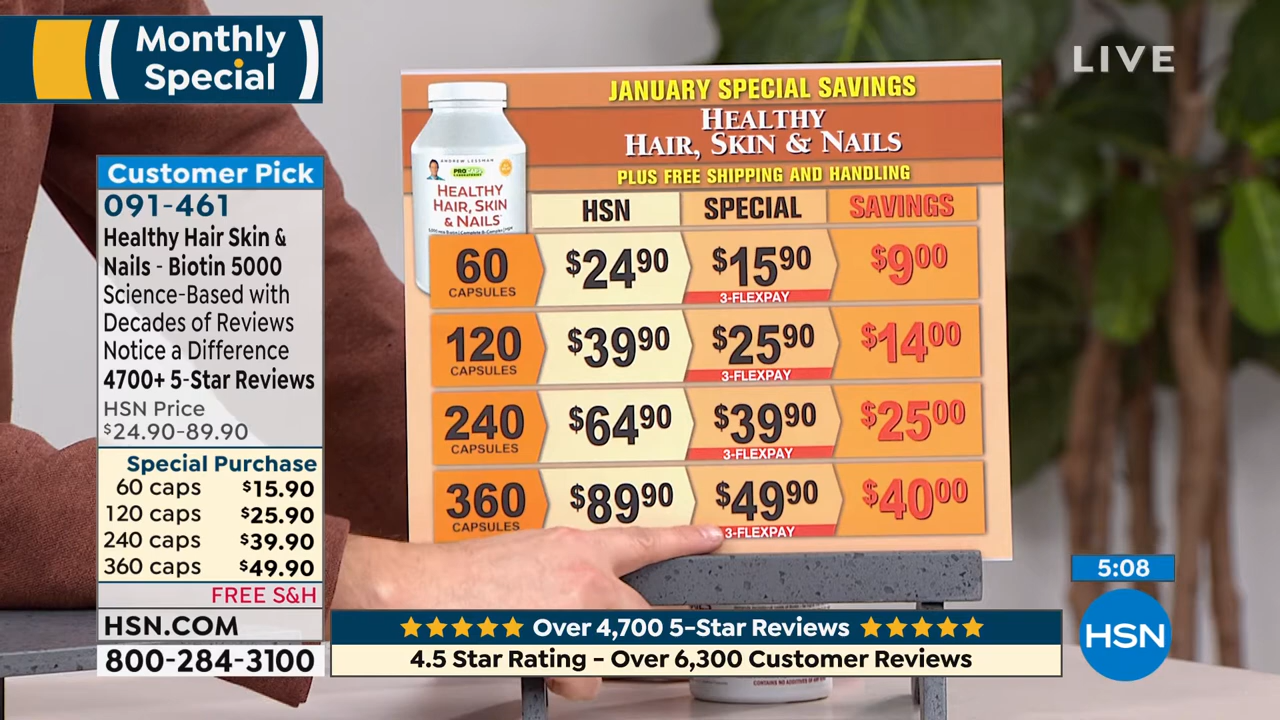 Monthly
Special
LIVE
Customer Pick
091-461
Healthy Hair Skin &
Nails - Biotin 5000
Science-Based with
Decades of Reviews
Notice a Difference
4700+ 5-Star Reviews
HSN Price
$24.90-89.90
Special Purchase
60 caps $15.90
120 caps $25.90
240 caps $39.90
360 caps $49.90
FREE S&H
HSN.COM
800-284-3100
JANUARY SPECIAL SAVINGS
HEALTHY
HAIR, SKIN & NAILS
PLUS FREE SHIPPING AND HANDLING
ANDREW LESSMAN
PROCAPS
LABORATORIES
HEALTHY
HAIR, SKIN
& NAILS
HSN SPECIAL SAVINGS
60 CAPSULES $24.90 $15.90 3-FLEXPAY $9.00
120 CAPSULES $39.90 $25.90 3-FLEXPAY $14.00
240 CAPSULES $64.90 $39.90 3-FLEXPAY $25.00
360 CAPSULES $89.90 $49.90 3-FLEXPAY $40.00
5:08
HSN
Over 4,700 5-Star Reviews
4.5 Star Rating - Over 6,300 Customer Reviews